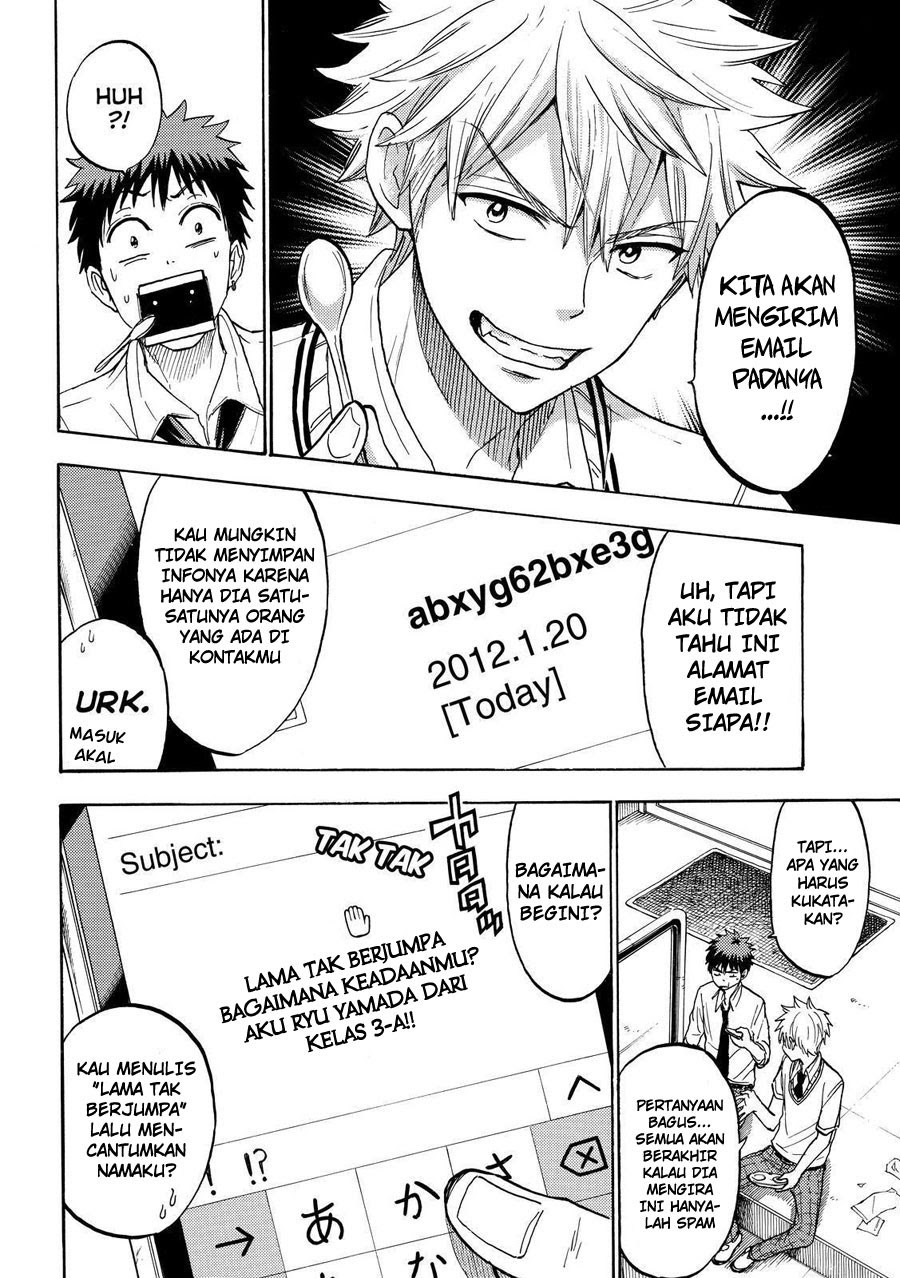 KITA AKAN
MENGIRIM
EMAIL
PADANYA
...!!
HUH
?!
UH, TAPI
AKU TIDAK
TAHU INI
ALAMAT
EMAIL
SIAPA!!
abxyg62bxe3g
2012.1.20
[Today]
KAU MUNGKIN
TIDAK MENYIMPAN
INFONYA KARENA
HANYA DIA SATU-
SATUNYA ORANG
YANG ADA DI
KONTAKMU
URK.
MASUK
AKAL
TAPI...
APA YANG
HARUS
KUKATA-
KAN?
PERTANYAAN
BAGUS...
SEMUA AKAN
BERAKHIR
KALAU DIA
MENGIRA
INI HANYA-
LAH SPAM
BAGAIMA-
NA KALAU
BEGINI?
TAK TAK
Subject:
LAMA TAK BERJUMPA
BAGAIMANA KEADAANMU?
AKU RYU YAMADA DARI
KELAS 3-A!!
KAU MENULIS
"LAMA TAK
BERJUMPA"
LALU MEN-
CANTUMKAN
NAMAKU?
! !?
→ あ か さ
な